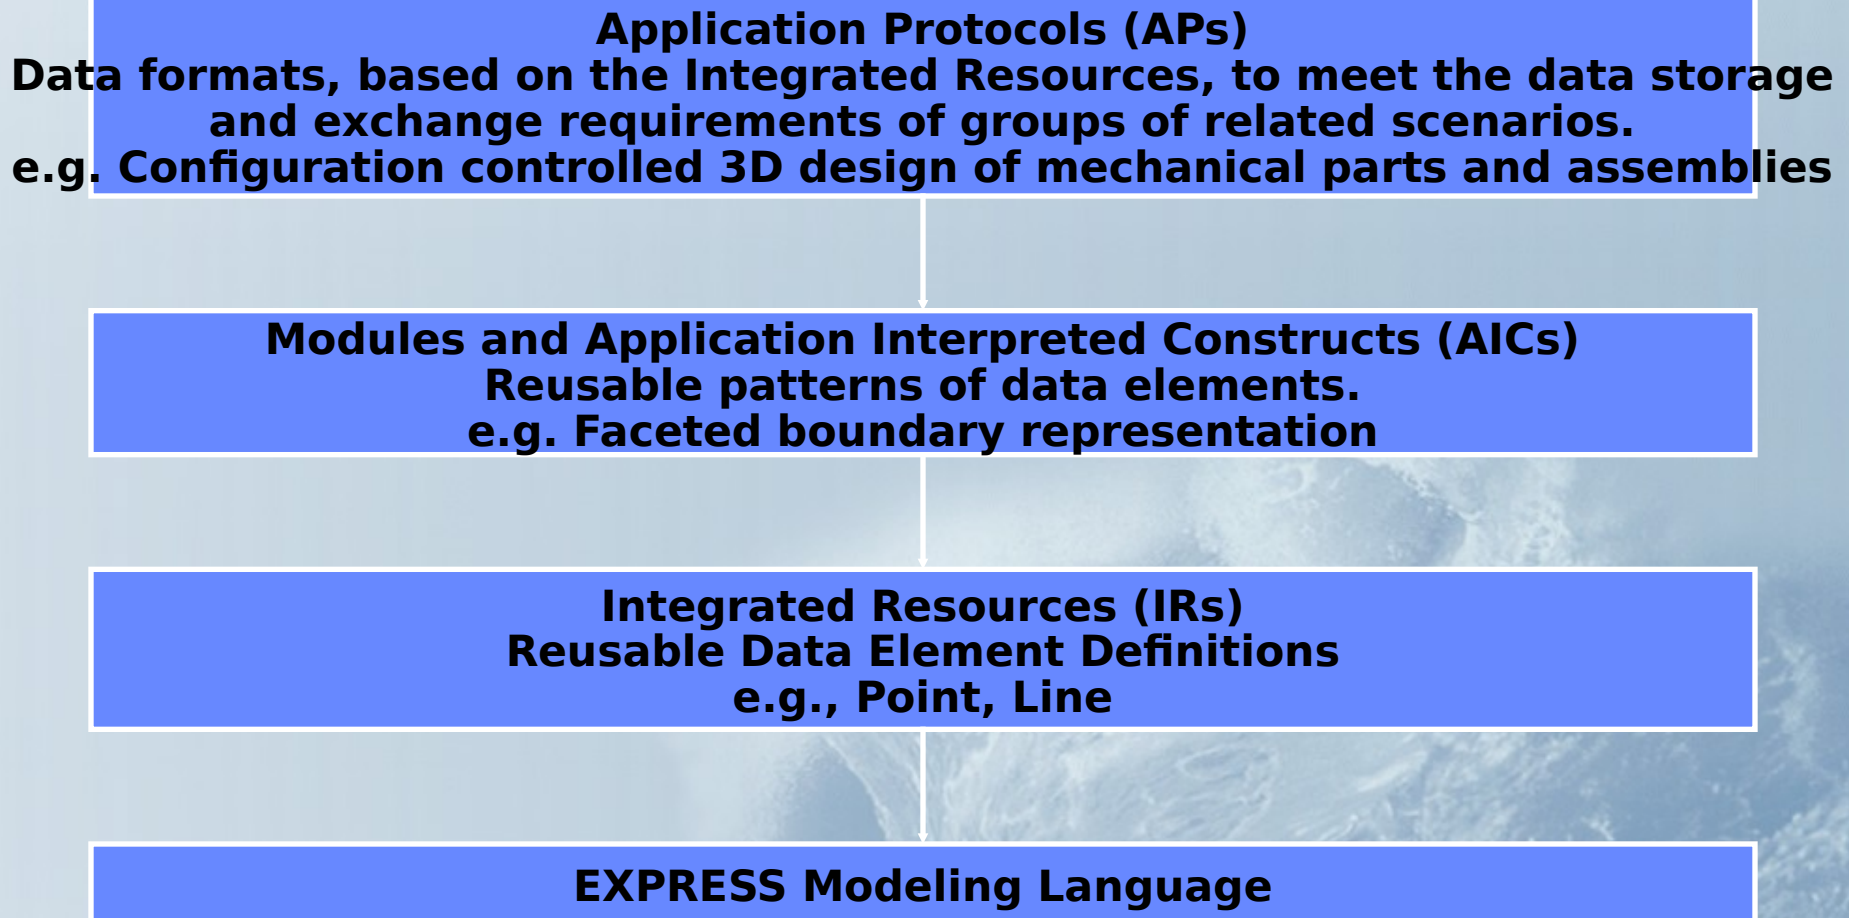 Application Protocols (APs)
Data formats, based on the Integrated Resources, to meet the data storage
and exchange requirements of groups of related scenarios.
e.g. Configuration controlled 3D design of mechanical parts and assemblies
Modules and Application Interpreted Constructs (AICs)
Reusable patterns of data elements.
e.g. Faceted boundary representation
Integrated Resources (IRs)
Reusable Data Element Definitions
e.g., Point, Line
EXPRESS Modeling Language